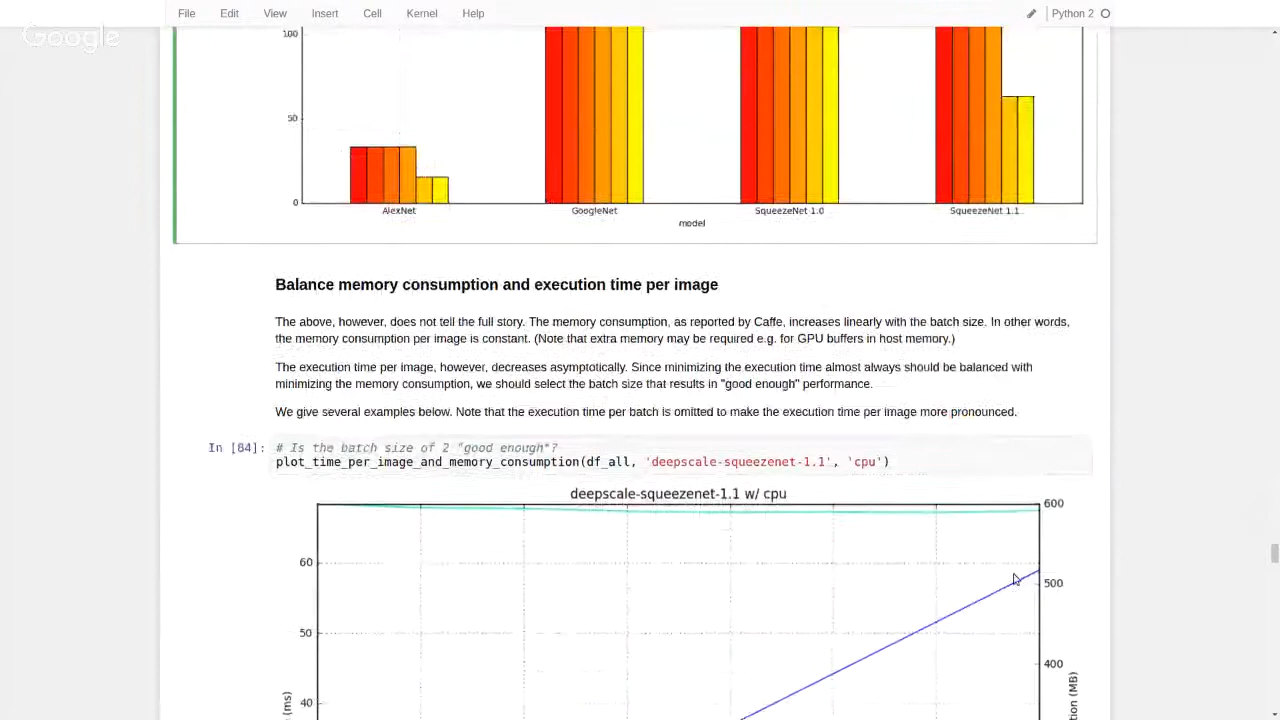 File Edit View Insert Cell Kernel Help Python 2
Google
100
50
0
AlexNet GoogleNet SqueezeNet 1.0 SqueezeNet 1.1
model
Balance memory consumption and execution time per image
The above, however, does not tell the full story. The memory consumption, as reported by Caffe, increases linearly with the batch size. In other words,
the memory consumption per image is constant. (Note that extra memory may be required e.g. for GPU buffers in host memory.)
The execution time per image, however, decreases asymptotically. Since minimizing the execution time almost always should be balanced with
minimizing the memory consumption, we should select the batch size that results in "good enough" performance.
We give several examples below. Note that the execution time per batch is omitted to make the execution time per image more pronounced.
In [84]: # Is the batch size of 2 "good enough"?
plot_time_per_image_and_memory_consumption(df_all, 'deepscale-squeezenet-1.1', 'cpu')
deepscale-squeezenet-1.1 w/ cpu
600
60
500
50
400
40
(ms)
(MB)